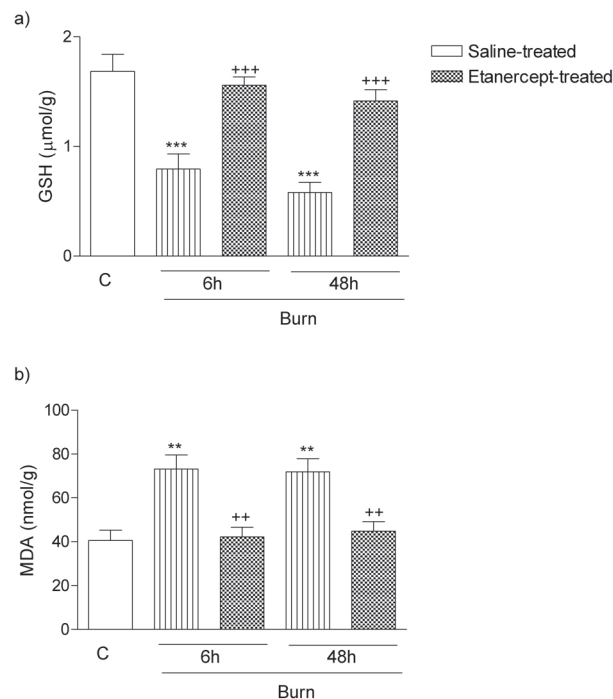 a)
2
1
0
GSH (μmol/g)
***
+++
***
+++
Saline-treated
Etanercept-treated
C
6h
48h
Burn
b)
100
80
60
40
20
0
MDA (nmol/g)
**
++
**
++
C
6h
48h
Burn